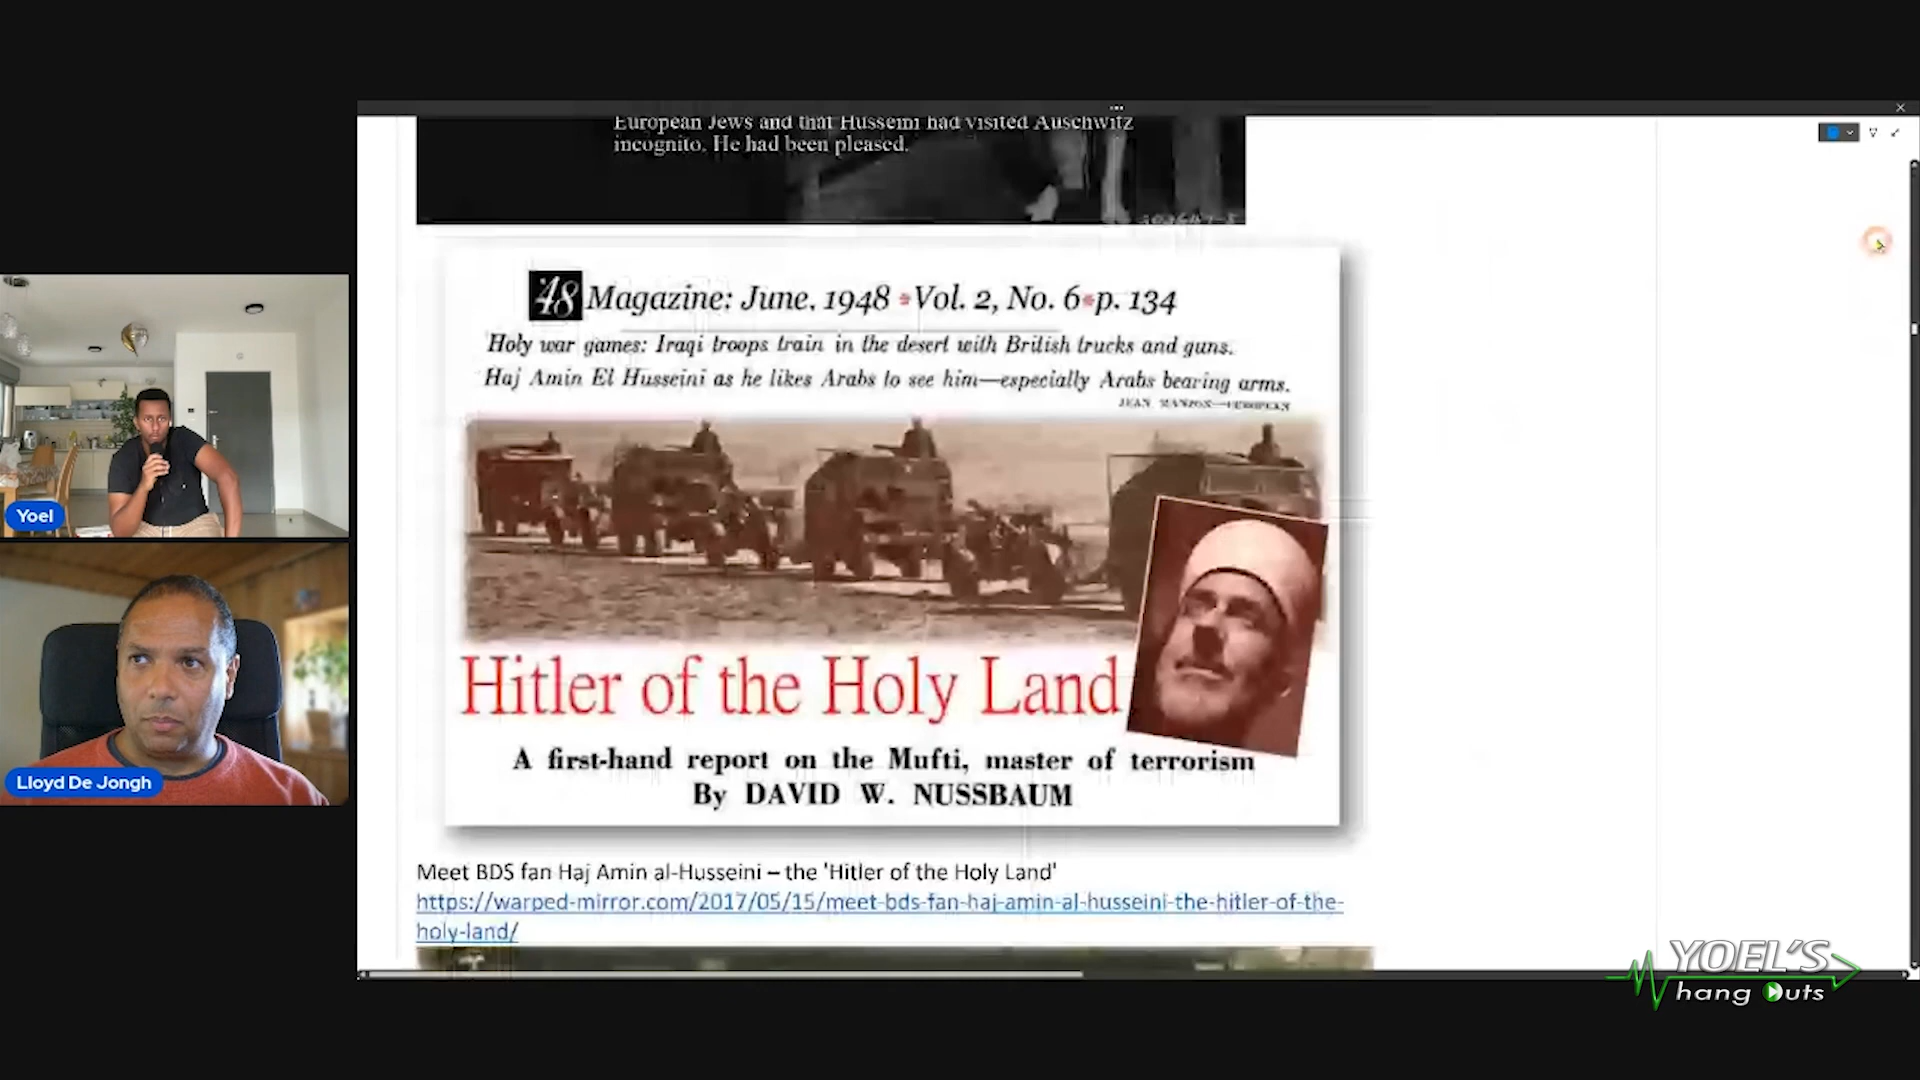 European Jews and that Husseini had visited Auschwitz
incognito. He had been pleased.
'48 Magazine: June. 1948 * Vol. 2, No. 6 * p. 134
Holy war games: Iraqi troops train in the desert with British trucks and guns.
Haj Amin El Husseini as he likes Arabs to see him—especially Arabs bearing arms.
Hitler of the Holy Land
A first-hand report on the Mufti, master of terrorism
By DAVID W. NUSSBAUM
Meet BDS fan Haj Amin al-Husseini – the 'Hitler of the Holy Land'
https://warped-mirror.com/2017/05/15/meet-bds-fan-haj-amin-al-husseini-the-hitler-of-the-
holy-land/
Yoel
Lloyd De Jongh
YOEL'S
hang Outs